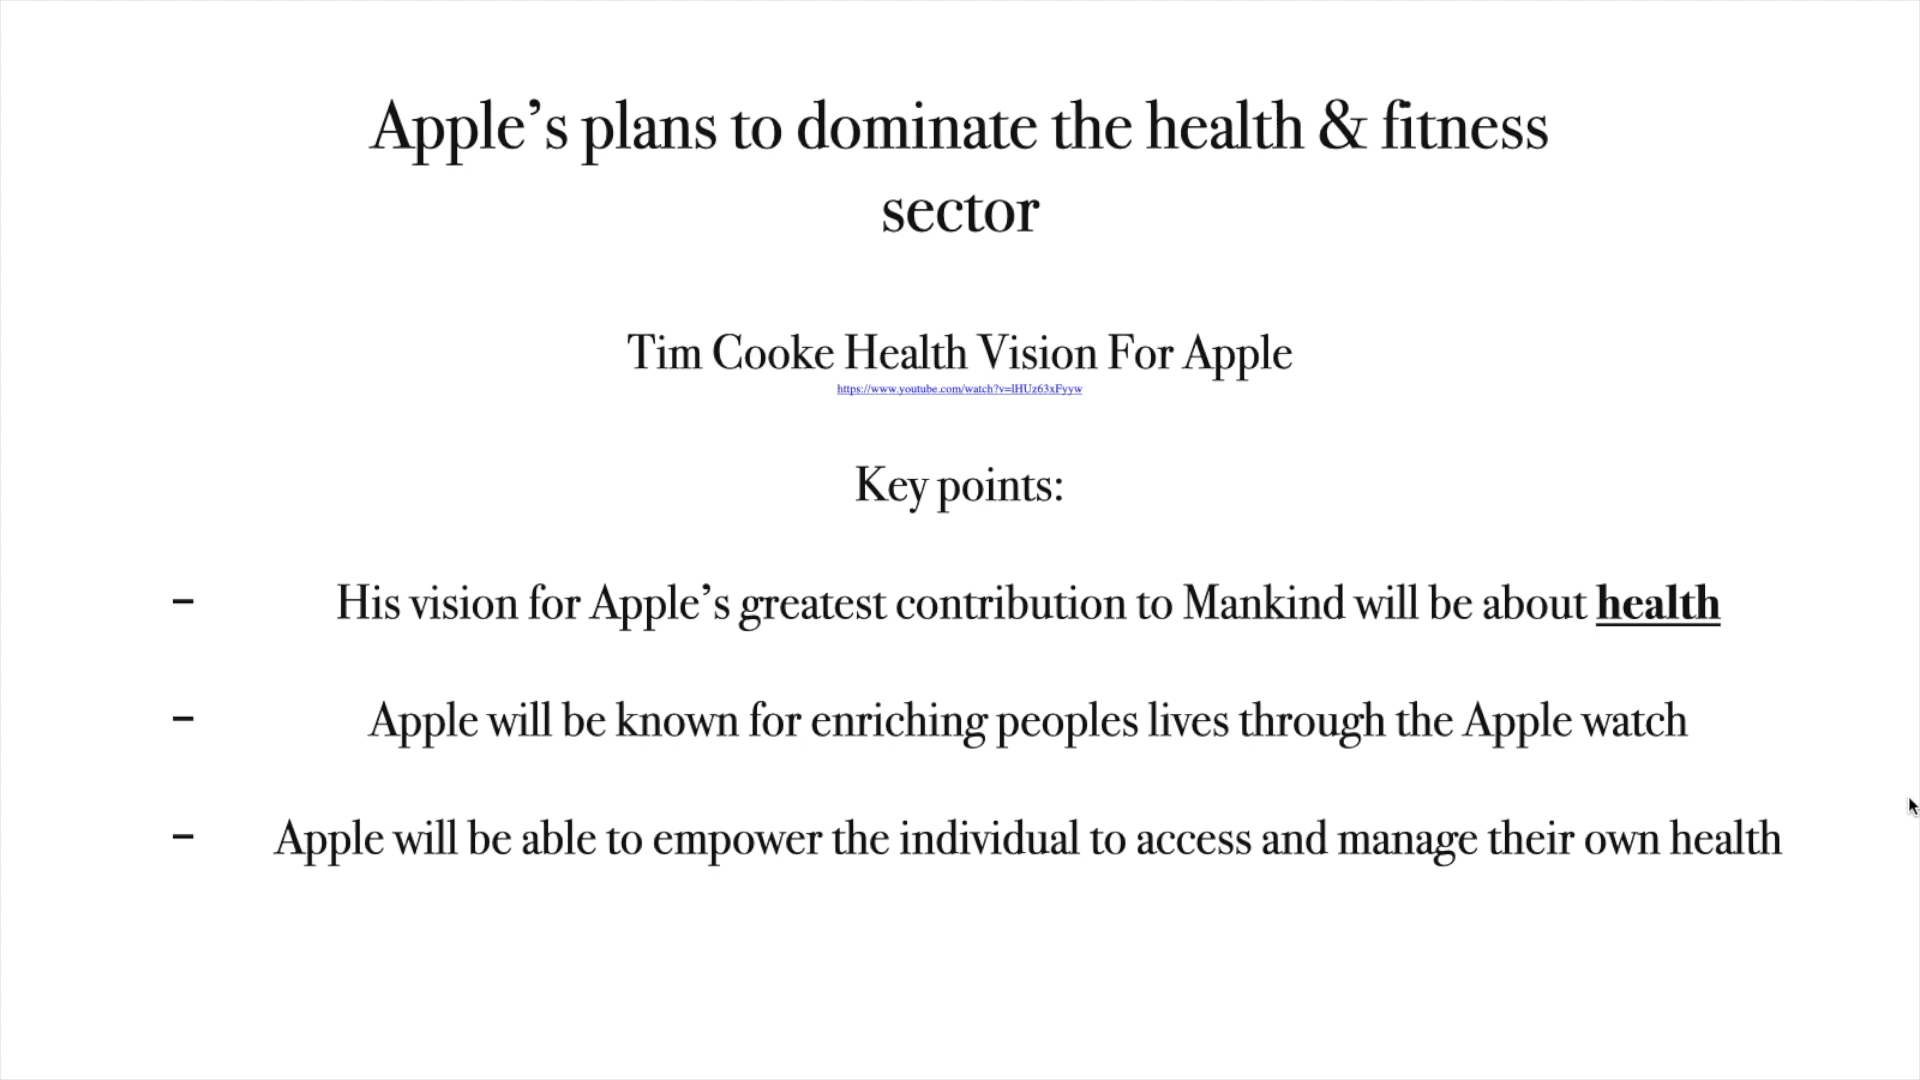 Apple’s plans to dominate the health & fitness
sector
Tim Cooke Health Vision For Apple
https://www.youtube.com/watch?v=lHUz63xFyyw
Key points:
- His vision for Apple’s greatest contribution to Mankind will be about health
- Apple will be known for enriching peoples lives through the Apple watch
- Apple will be able to empower the individual to access and manage their own health